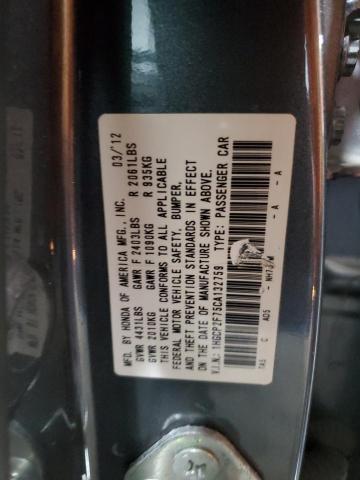 MFD. BY HONDA OF AMERICA MFG., INC. 03/'12
GVWR 4431LBS GAWR F 2403LBS R 2061LBS
GVWR 2010KG GAWR F 1090KG R 935KG
THIS VEHICLE CONFORMS TO ALL APPLICABLE
FEDERAL MOTOR VEHICLE SAFETY, BUMPER,
AND THEFT PREVENTION STANDARDS IN EFFECT
ON THE DATE OF MANUFACTURE SHOWN ABOVE.
V.I.N.: 1HGCP2F75CA132759 TYPE: PASSENGER CAR
TA5 C AD5 - - A - A